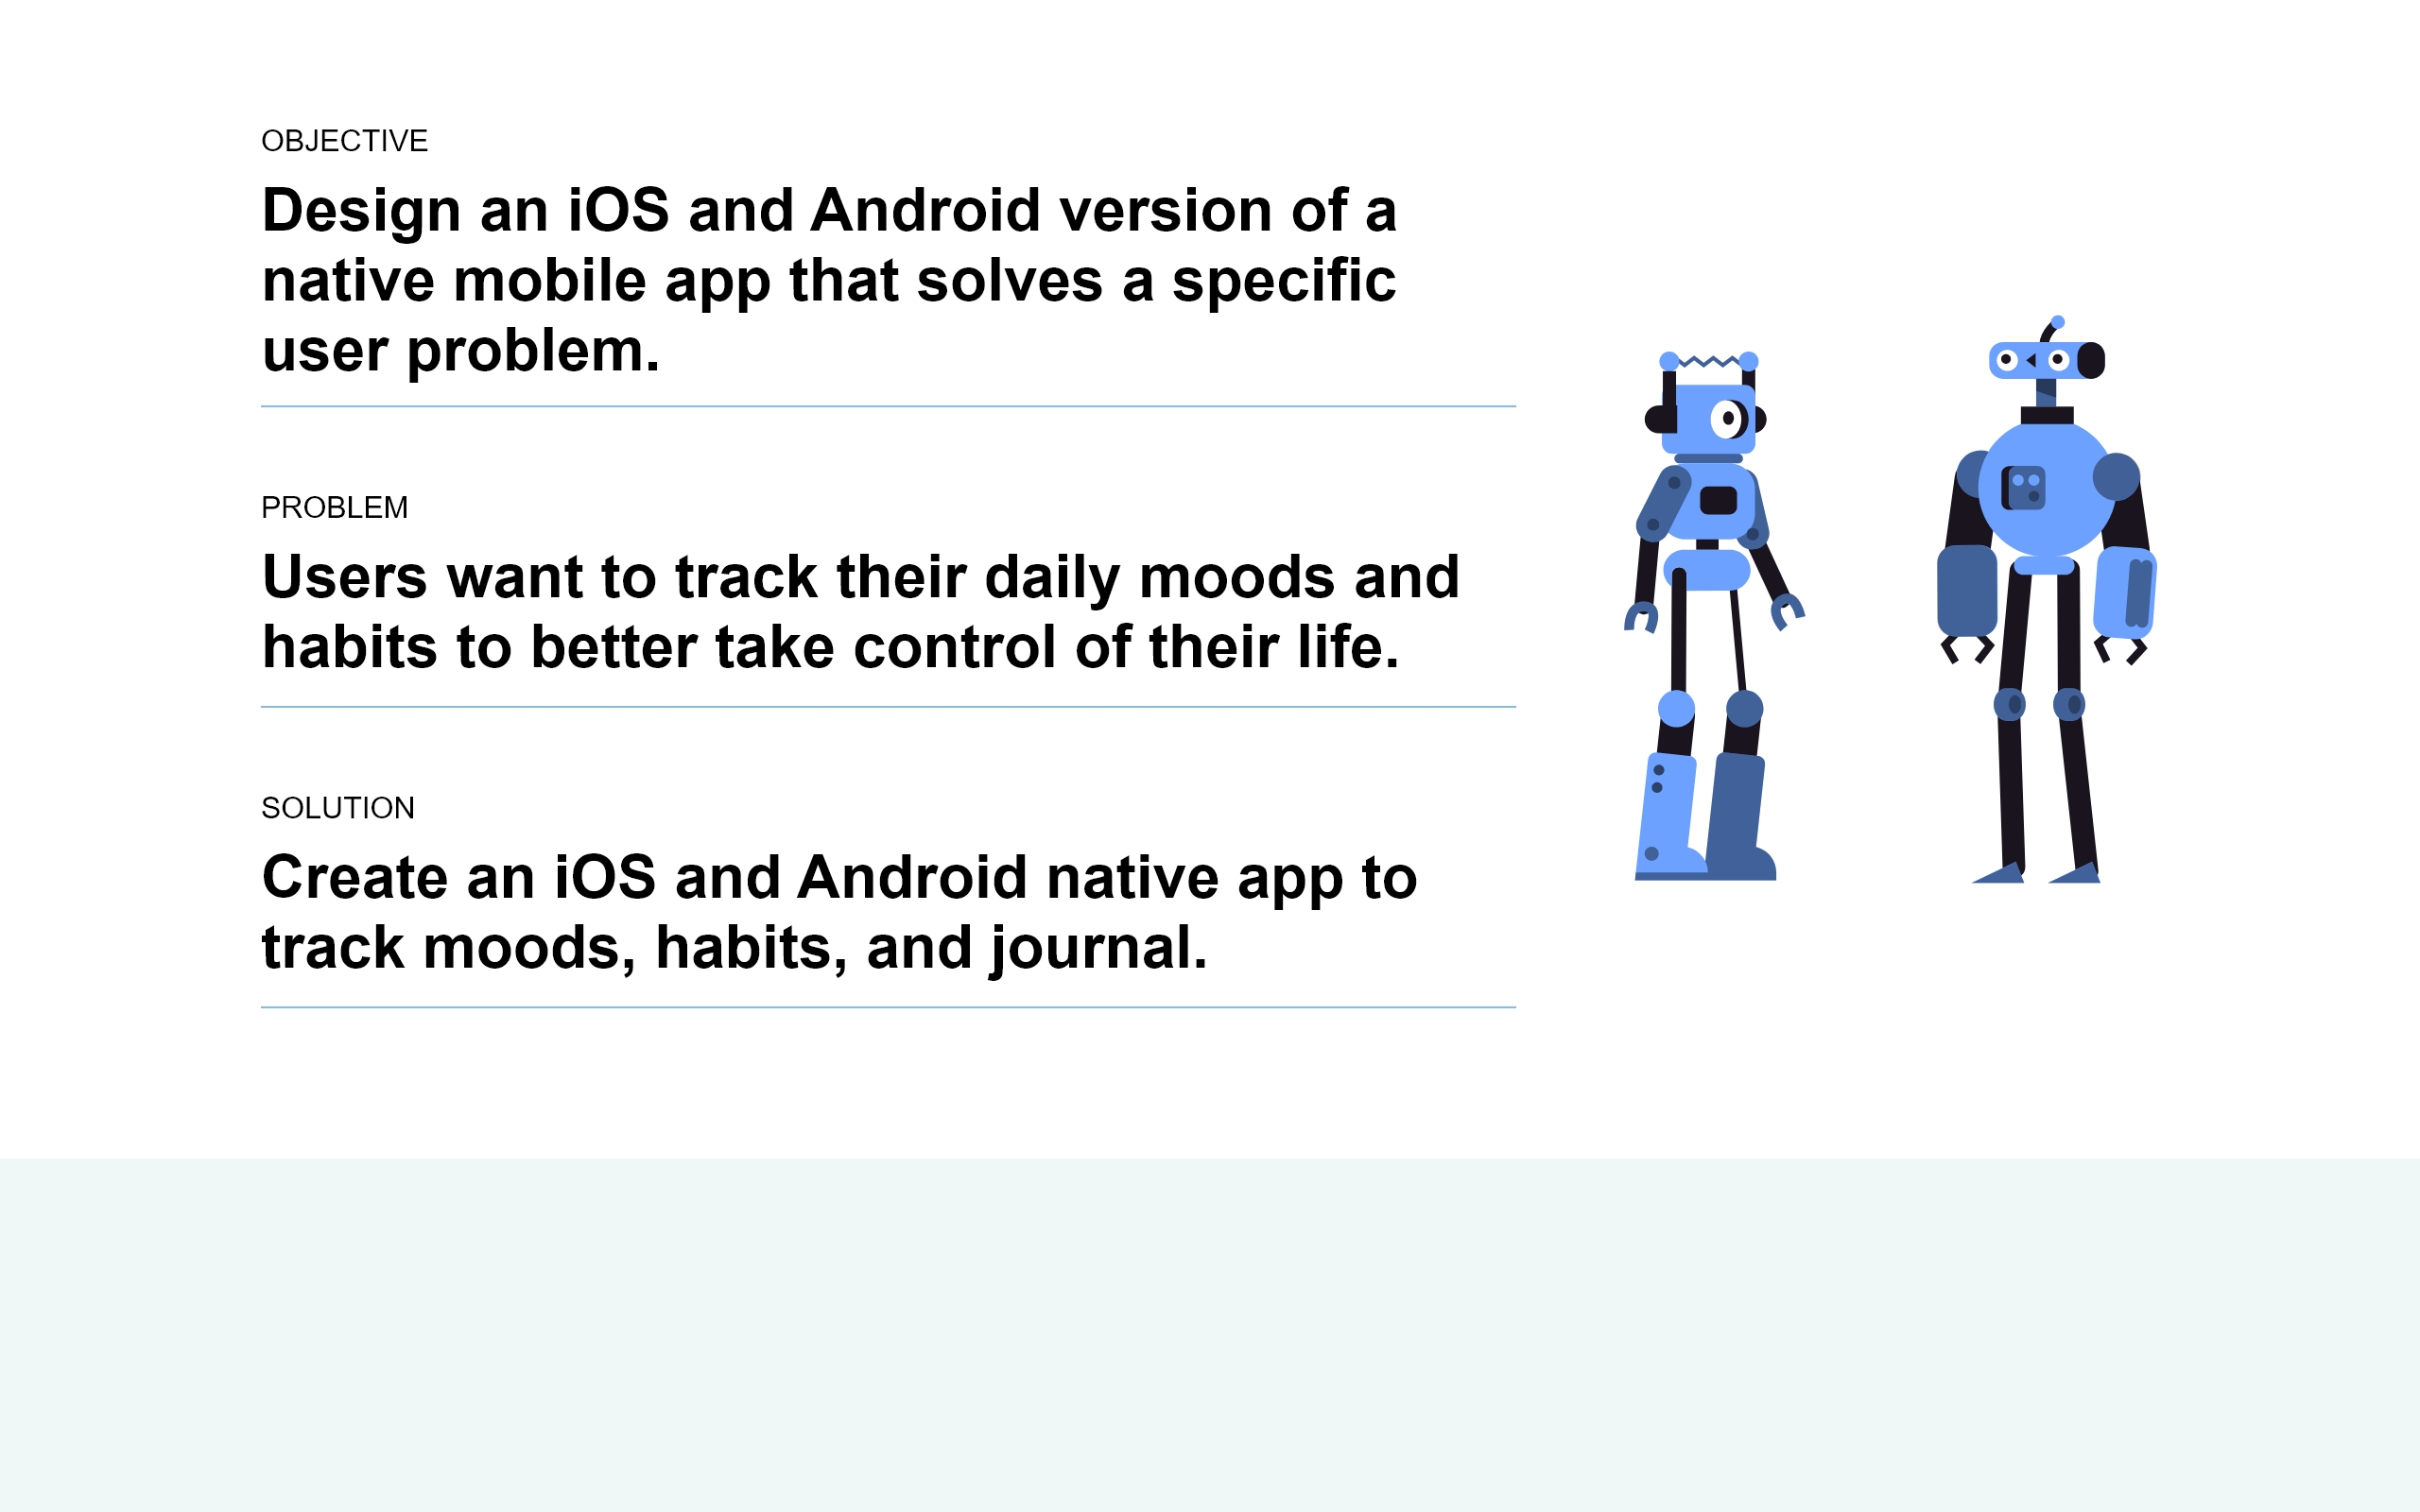 OBJECTIVE
Design an iOS and Android version of a
native mobile app that solves a specific
user problem.
PROBLEM
Users want to track their daily moods and
habits to better take control of their life.
SOLUTION
Create an iOS and Android native app to
track moods, habits, and journal.